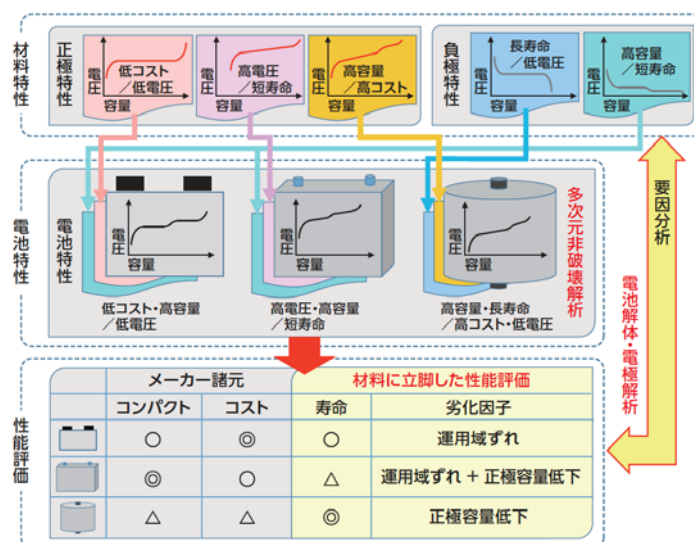 材料特性
正極特性
電圧
容量
低コスト
/低電圧
電圧
容量
高電圧
/短寿命
電圧
容量
高容量
/高コスト
負極特性
電圧
容量
長寿命
/低電圧
電圧
容量
高容量
/短寿命
電池特性
電池特性
電圧
容量
低コスト・高容量
/低電圧
電圧
容量
高電圧・高容量
/短寿命
電圧
容量
高容量・長寿命
/高コスト・低電圧
多次元非破壊解析
要因分析
電池解体・電極解析
性能評価
メーカー諸元
材料に立脚した性能評価
コンパクト
コスト
寿命
劣化因子
○
◎
○
運用域ずれ
◎
○
△
運用域ずれ + 正極容量低下
△
△
◎
正極容量低下